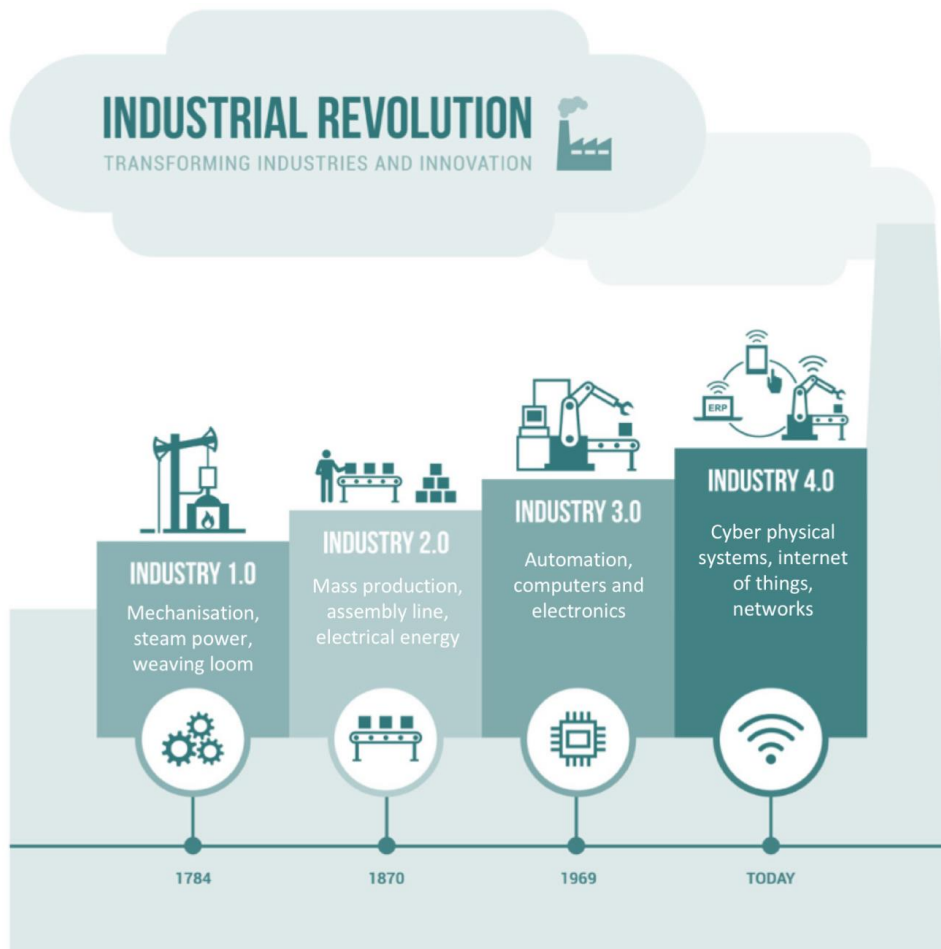 INDUSTRIAL REVOLUTION
TRANSFORMING INDUSTRIES AND INNOVATION
INDUSTRY 1.0
Mechanisation,
steam power,
weaving loom
INDUSTRY 2.0
Mass production,
assembly line,
electrical energy
INDUSTRY 3.0
Automation,
computers and
electronics
ERP
INDUSTRY 4.0
Cyber physical
systems, internet
of things,
networks
1784
1870
1969
TODAY